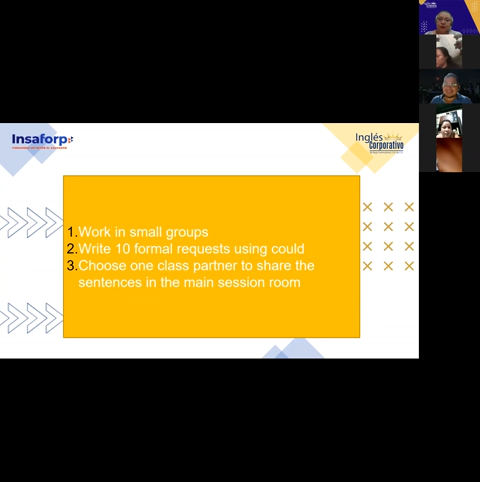 Insaforp
Inglés
Corporativo
1.Work in small groups
2.Write 10 formal requests using could
3.Choose one class partner to share the
sentences in the main session room